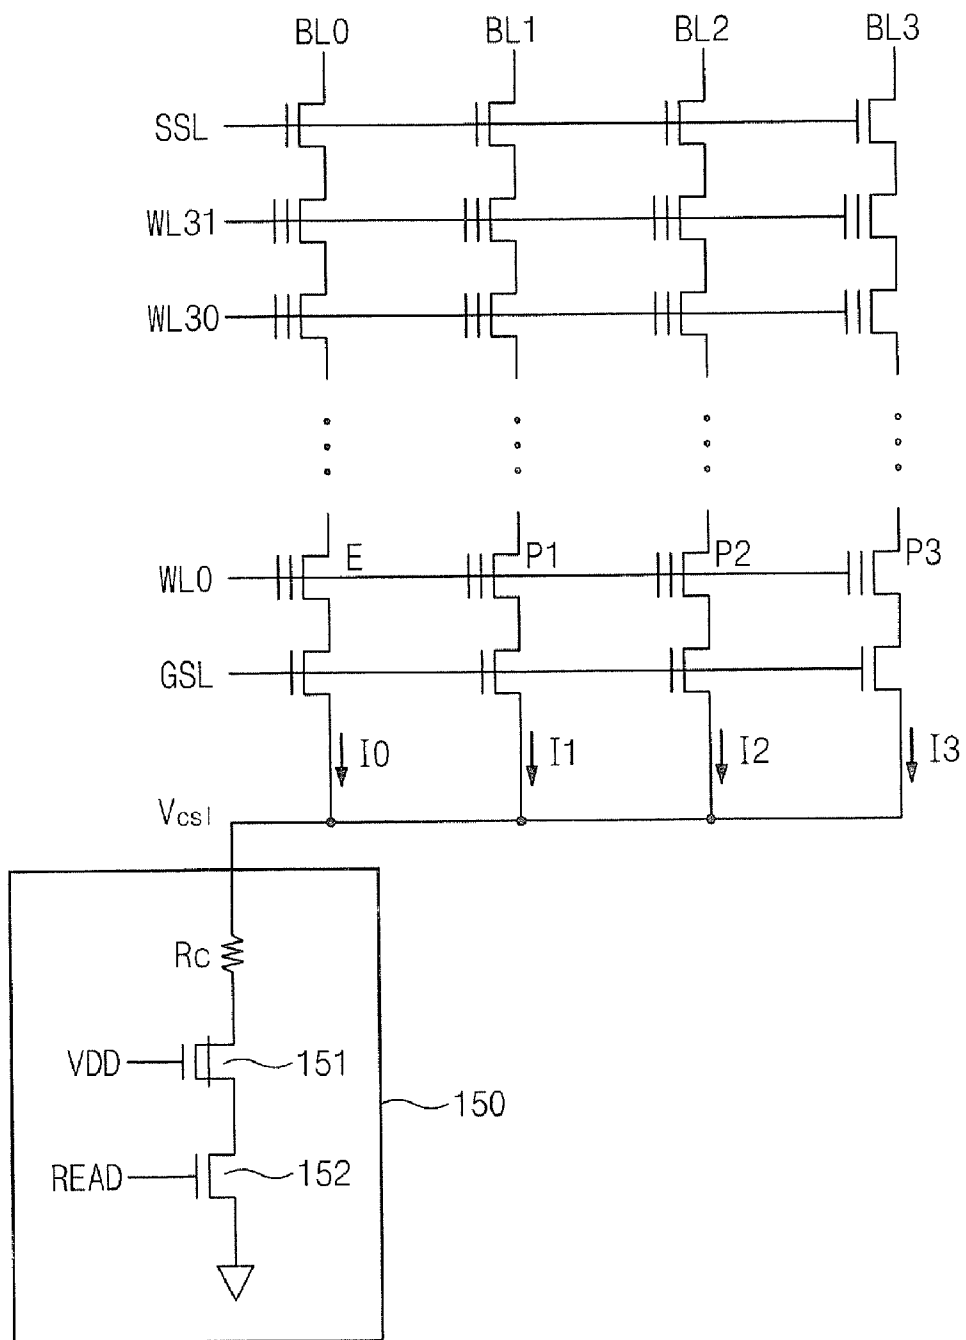 BL0 BL1 BL2 BL3
SSL
WL31
WL30
WL0 E P1 P2 P3
GSL
I0 I1 I2 I3
Vcsl
Rc
VDD 151
150
READ 152